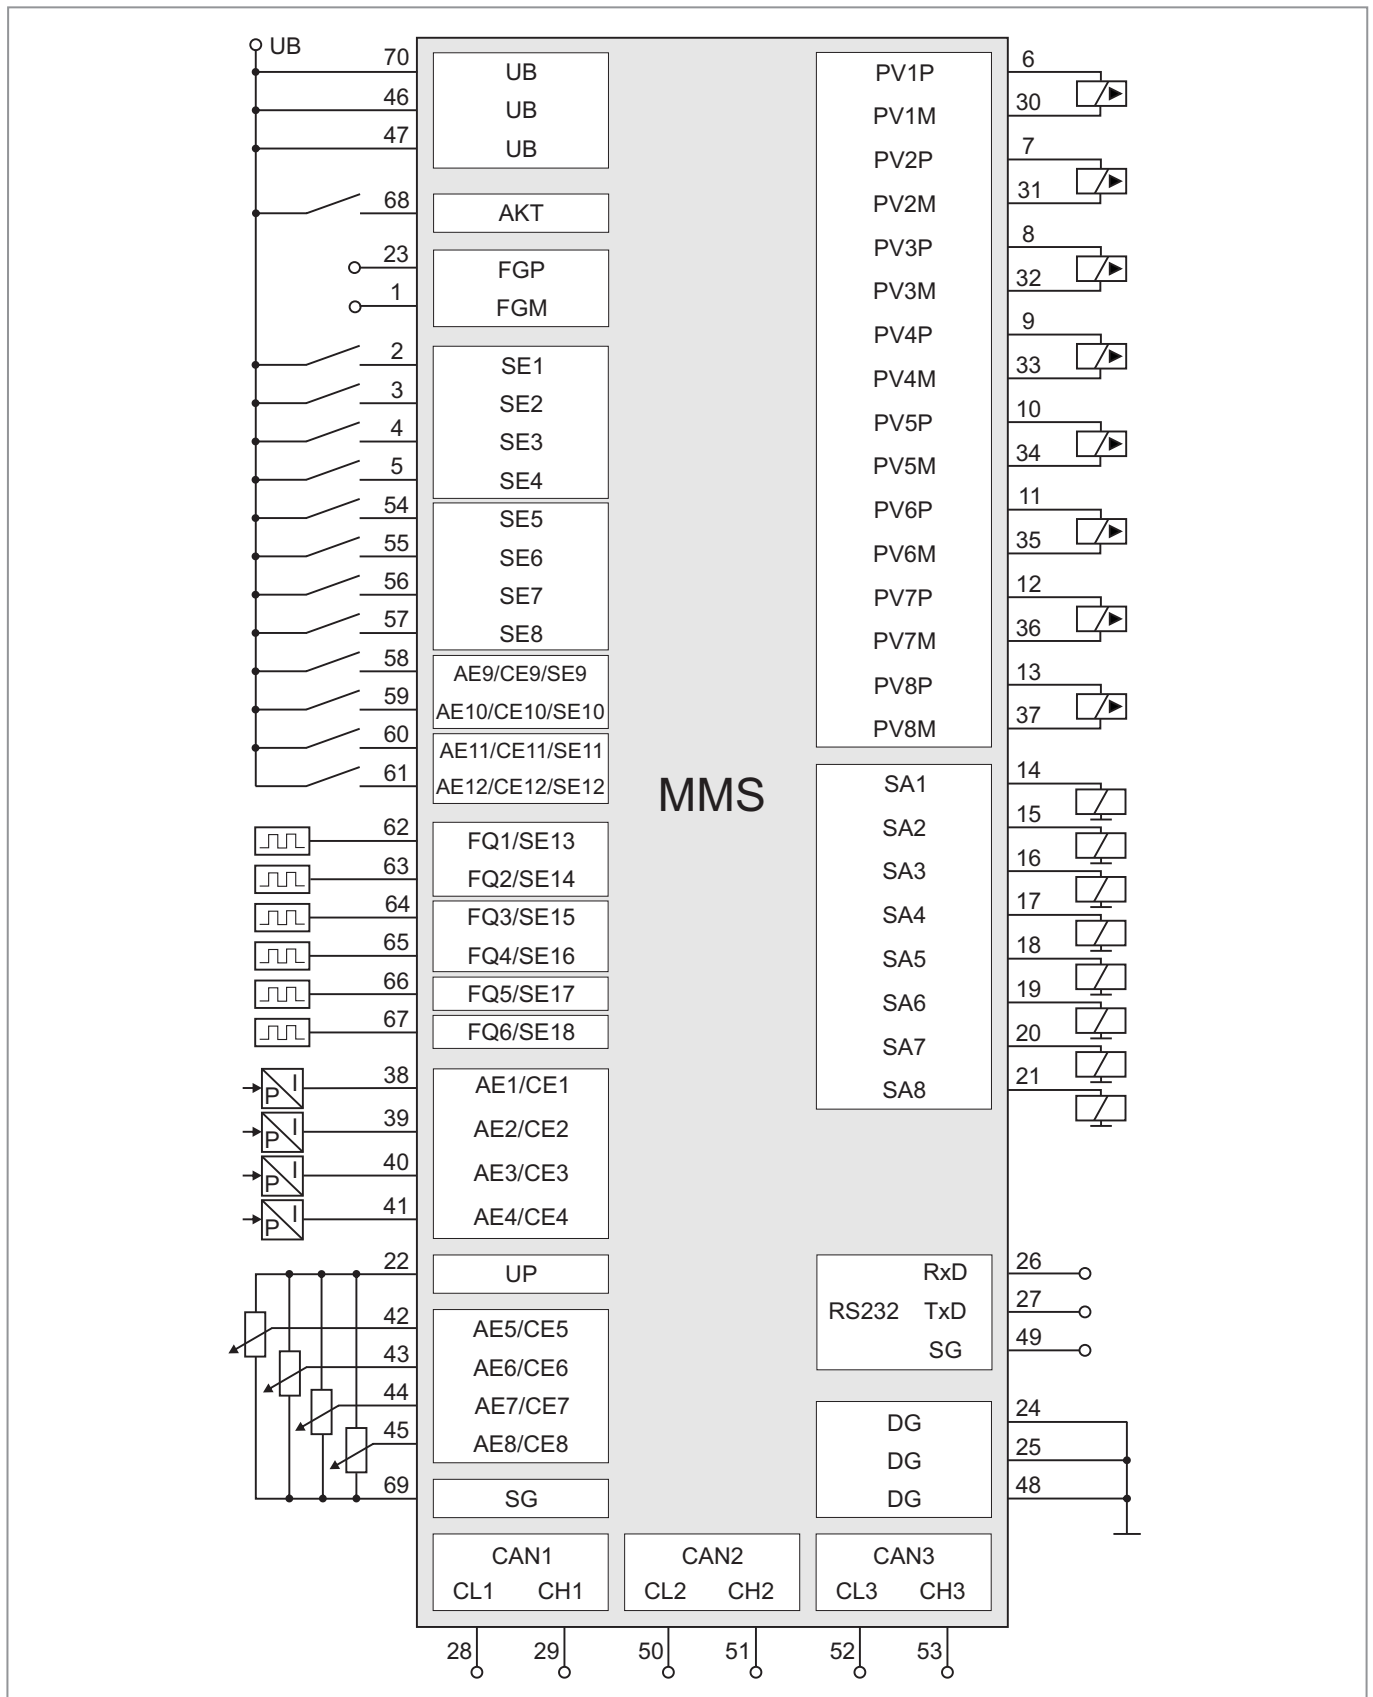 UB
70 UB
46 UB
47 UB
68 AKT
23 FGP
1 FGM
2 SE1
3 SE2
4 SE3
5 SE4
54 SE5
55 SE6
56 SE7
57 SE8
58 AE9/CE9/SE9
59 AE10/CE10/SE10
60 AE11/CE11/SE11
61 AE12/CE12/SE12
62 FQ1/SE13
63 FQ2/SE14
64 FQ3/SE15
65 FQ4/SE16
66 FQ5/SE17
67 FQ6/SE18
P I 38 AE1/CE1
P I 39 AE2/CE2
P I 40 AE3/CE3
P I 41 AE4/CE4
22 UP
42 AE5/CE5
43 AE6/CE6
44 AE7/CE7
45 AE8/CE8
69 SG
MMS
PV1P 6
PV1M 30
PV2P 7
PV2M 31
PV3P 8
PV3M 32
PV4P 9
PV4M 33
PV5P 10
PV5M 34
PV6P 11
PV6M 35
PV7P 12
PV7M 36
PV8P 13
PV8M 37
SA1 14
SA2 15
SA3 16
SA4 17
SA5 18
SA6 19
SA7 20
SA8 21
RxD 26
RS232 TxD 27
SG 49
DG 24
DG 25
DG 48
CAN1 CAN2 CAN3
CL1 CH1 CL2 CH2 CL3 CH3
28 29 50 51 52 53